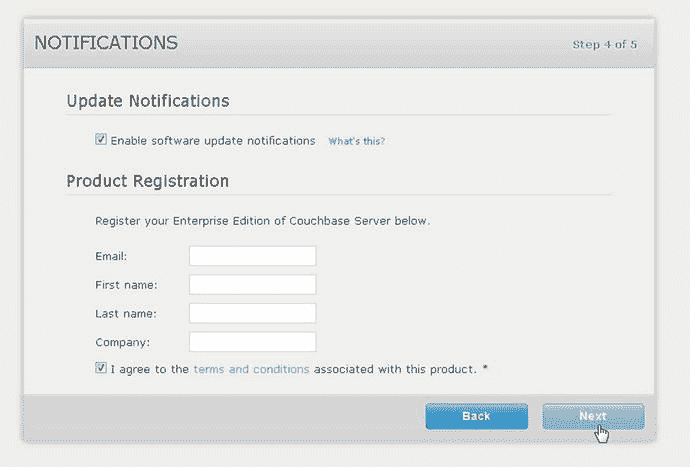 NOTIFICATIONS
Step 4 of 5
Update Notifications
Enable software update notifications What's this?
Product Registration
Register your Enterprise Edition of Couchbase Server below.
Email:
First name:
Last name:
Company:
I agree to the terms and conditions associated with this product. *
Back
Next